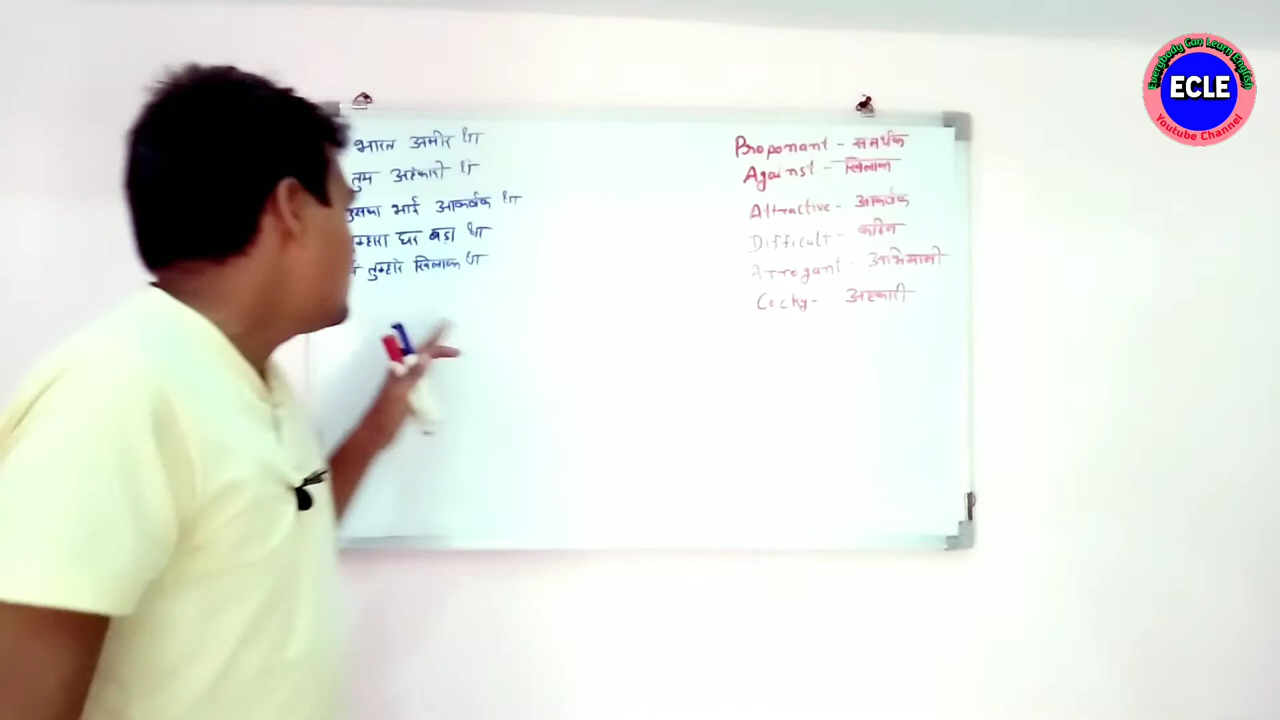 भारत अमीर था
तुम अहंकारी थे
उसका भाई आकर्षक था
तुम्हारा घर बड़ा था
मैं तुम्हारे खिलाफ था
Proponant - समर्थक
Against - खिलाफ
Attractive - आकर्षक
Difficult - कठिन
Arrogant - अभिमानी
Cocky - अहंकारी
Everybody Can Learn English
ECLE
Youtube Channel